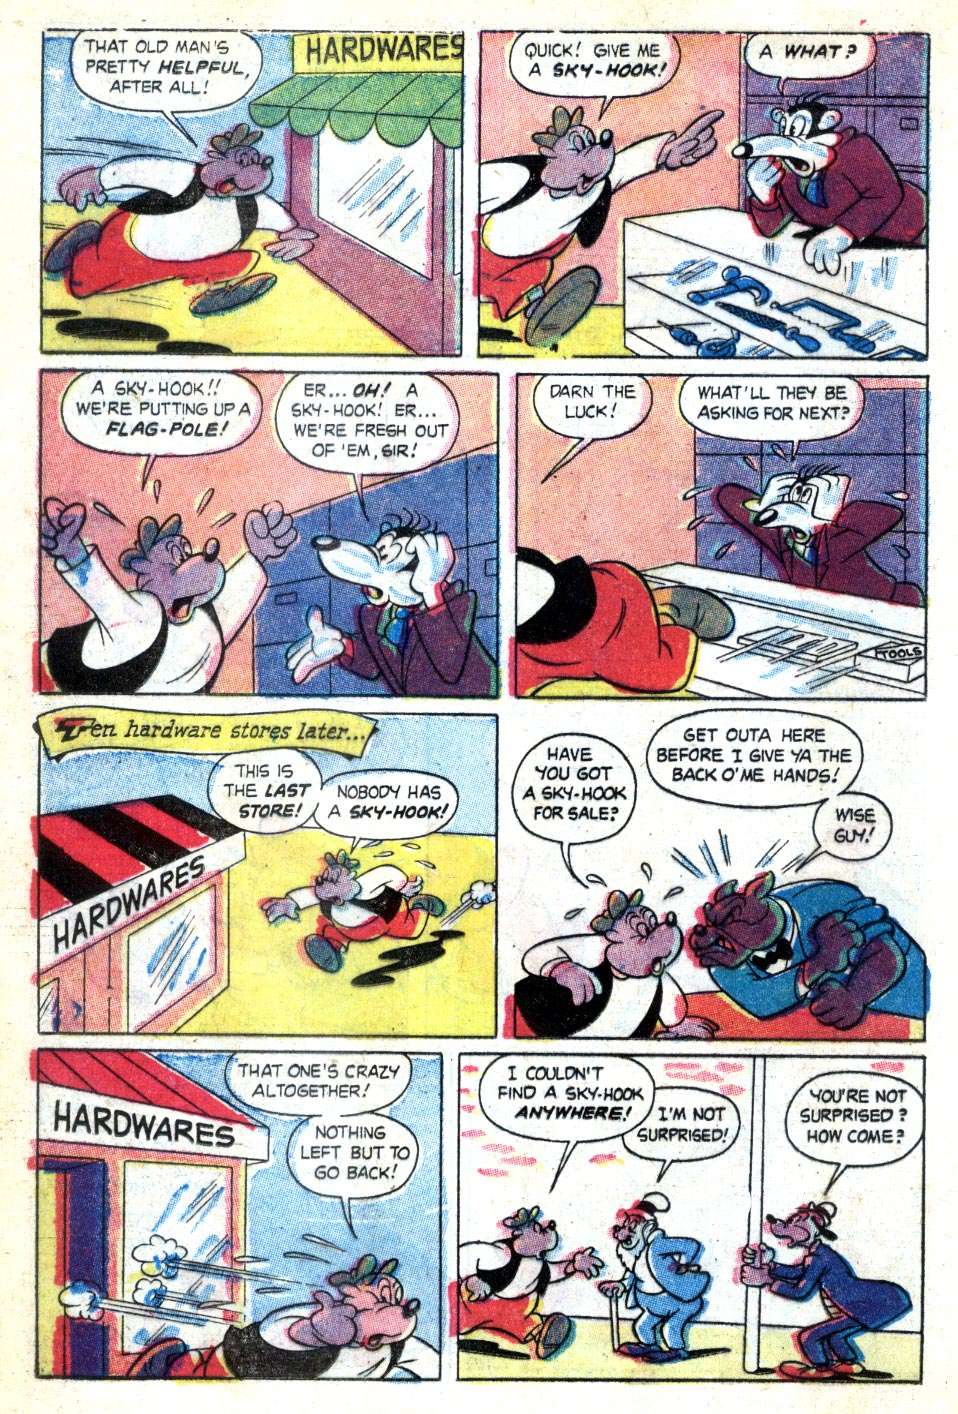 THAT OLD MAN'S
PRETTY HELPFUL,
AFTER ALL!
HARDWARES
QUICK! GIVE ME
A SKY-HOOK!
A WHAT?
A SKY-HOOK!!
WE'RE PUTTING UP A
FLAG-POLE!
ER... OH! A
SKY-HOOK! ER...
WE'RE FRESH OUT
OF 'EM, SIR!
DARN THE
LUCK!
WHAT'LL THEY BE
ASKING FOR NEXT?
TOOLS
Ten hardware stores later...
THIS IS
THE LAST
STORE!
NOBODY HAS
A SKY-HOOK!
HARDWARES
HAVE
YOU GOT
A SKY-HOOK
FOR SALE?
GET OUTA HERE
BEFORE I GIVE YA THE
BACK O'ME HANDS!
WISE
GUY!
HARDWARES
THAT ONE'S CRAZY
ALTOGETHER!
NOTHING
LEFT BUT TO
GO BACK!
I COULDN'T
FIND A SKY-HOOK
ANYWHERE!
I'M NOT
SURPRISED!
YOU'RE NOT
SURPRISED?
HOW COME?